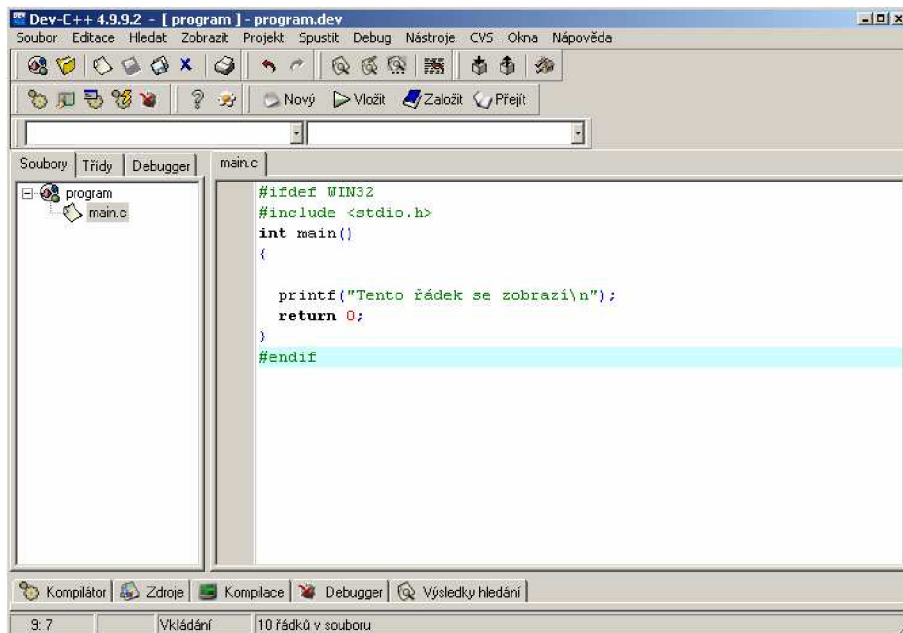 Dev-C++ 4.9.9.2 - [ program ] - program.dev
Soubor Editace Hledat Zobrazit Projekt Spustit Debug Nástroje CVS Okna Nápověda
Nový Vložit Založit Přejít
Soubory Třídy Debugger main.c
program
main.c
#ifdef WIN32
#include <stdio.h>
int main()
{
printf("Tento řádek se zobrazí\n");
return 0;
}
#endif
Kompilátor Zdroje Kompilace Debugger Výsledky hledání
9: 7 Vkládání 10 řádků v souboru